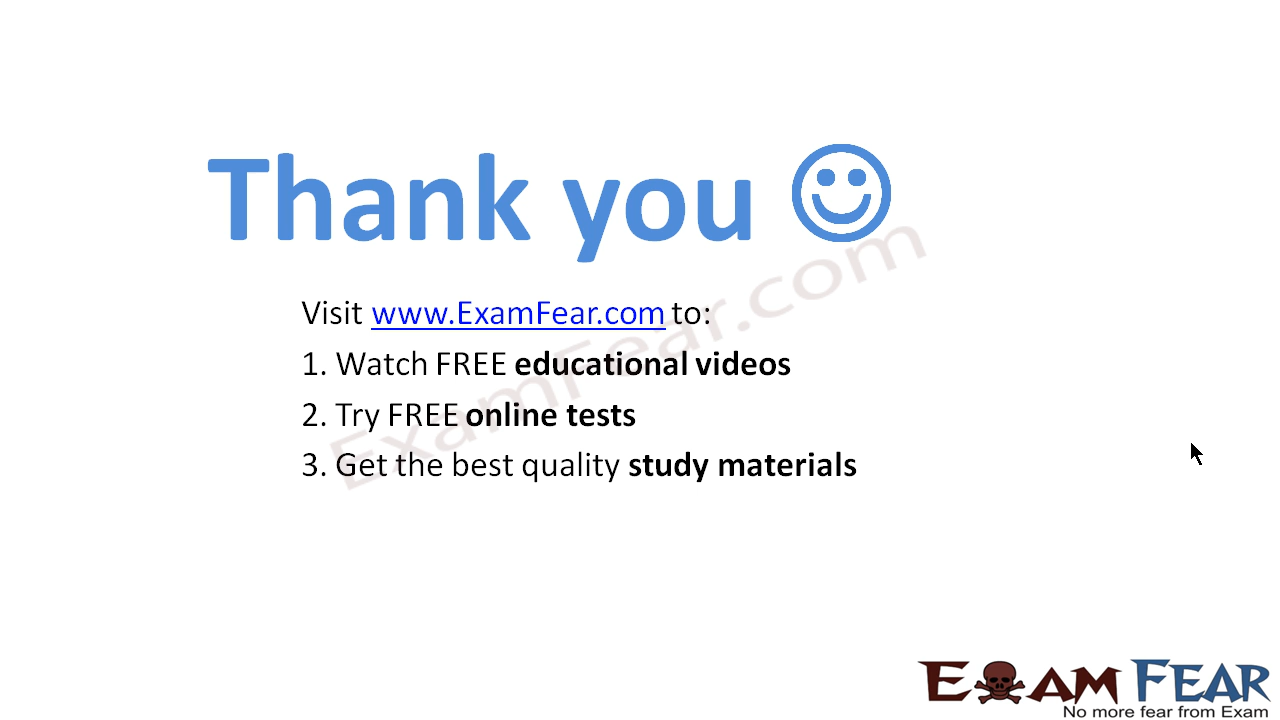 Thank you
Visit www.ExamFear.com to:
1. Watch FREE educational videos
2. Try FREE online tests
3. Get the best quality study materials
ExamFear.com
EXAM FEAR
No more fear from Exam